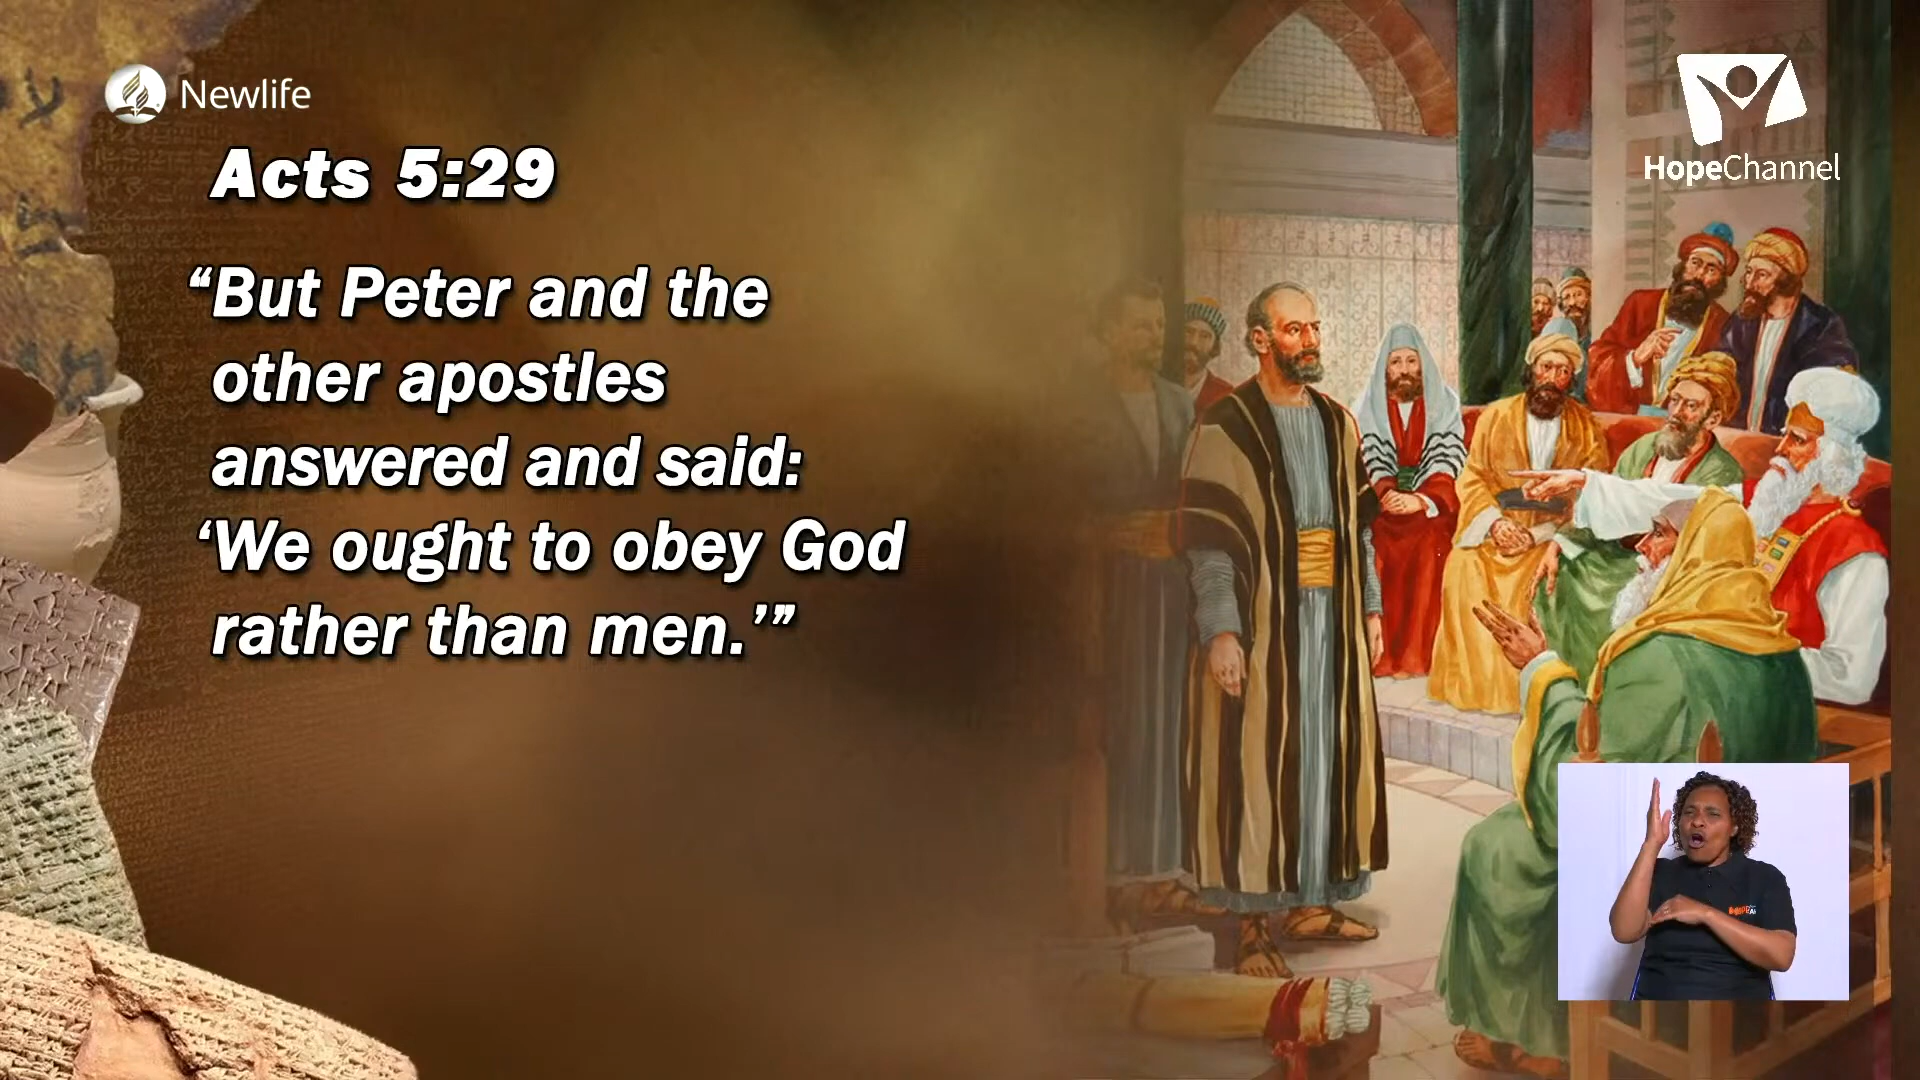 Newlife
HopeChannel
Acts 5:29
“But Peter and the
other apostles
answered and said:
‘We ought to obey God
rather than men.’”